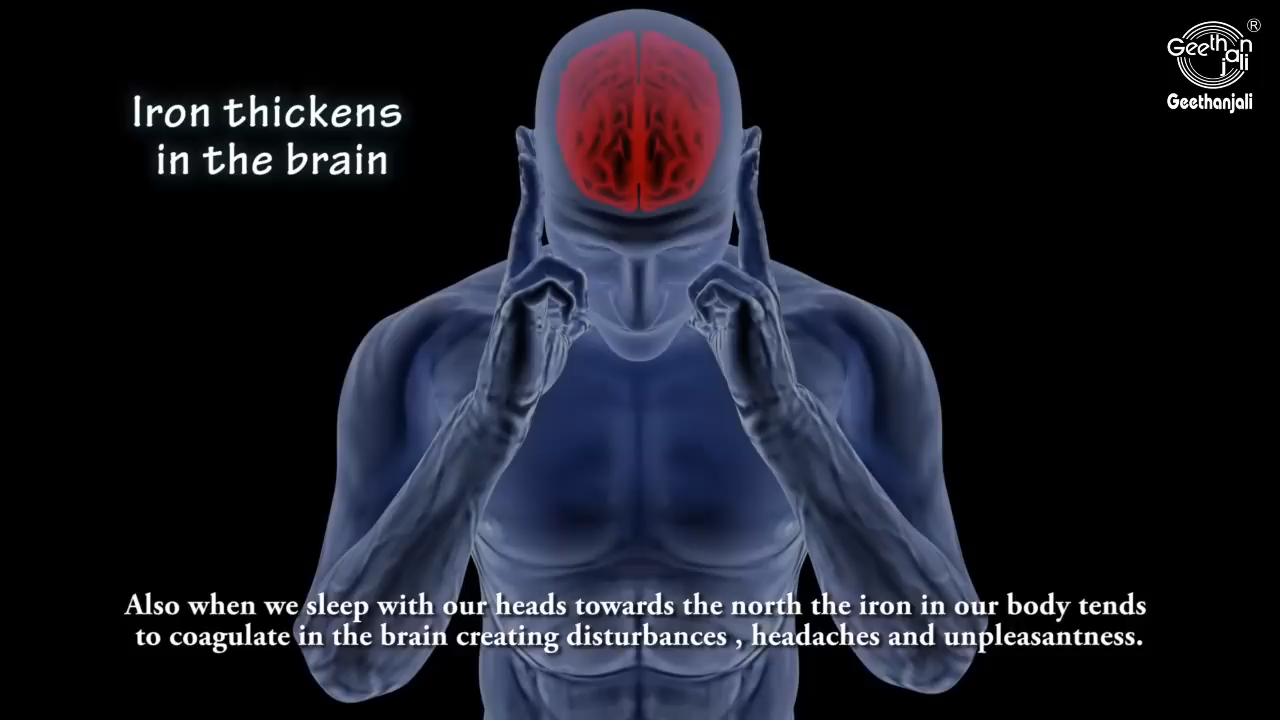 Iron thickens
in the brain
Geethanjali
®
Geethanjali
Also when we sleep with our heads towards the north the iron in our body tends
to coagulate in the brain creating disturbances , headaches and unpleasantness.